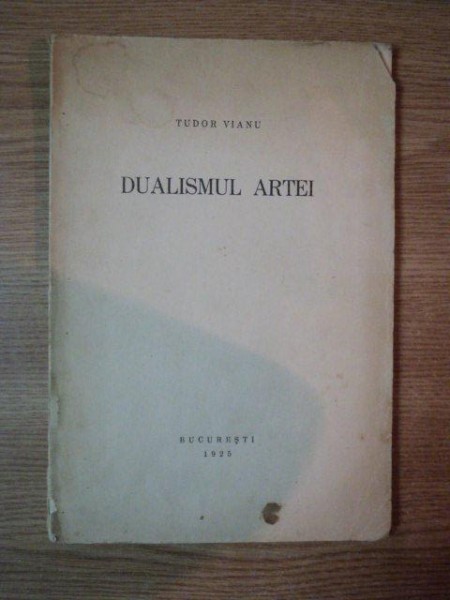 TUDOR VIANU
DUALISMUL ARTEI
BUCUREȘTI
1925